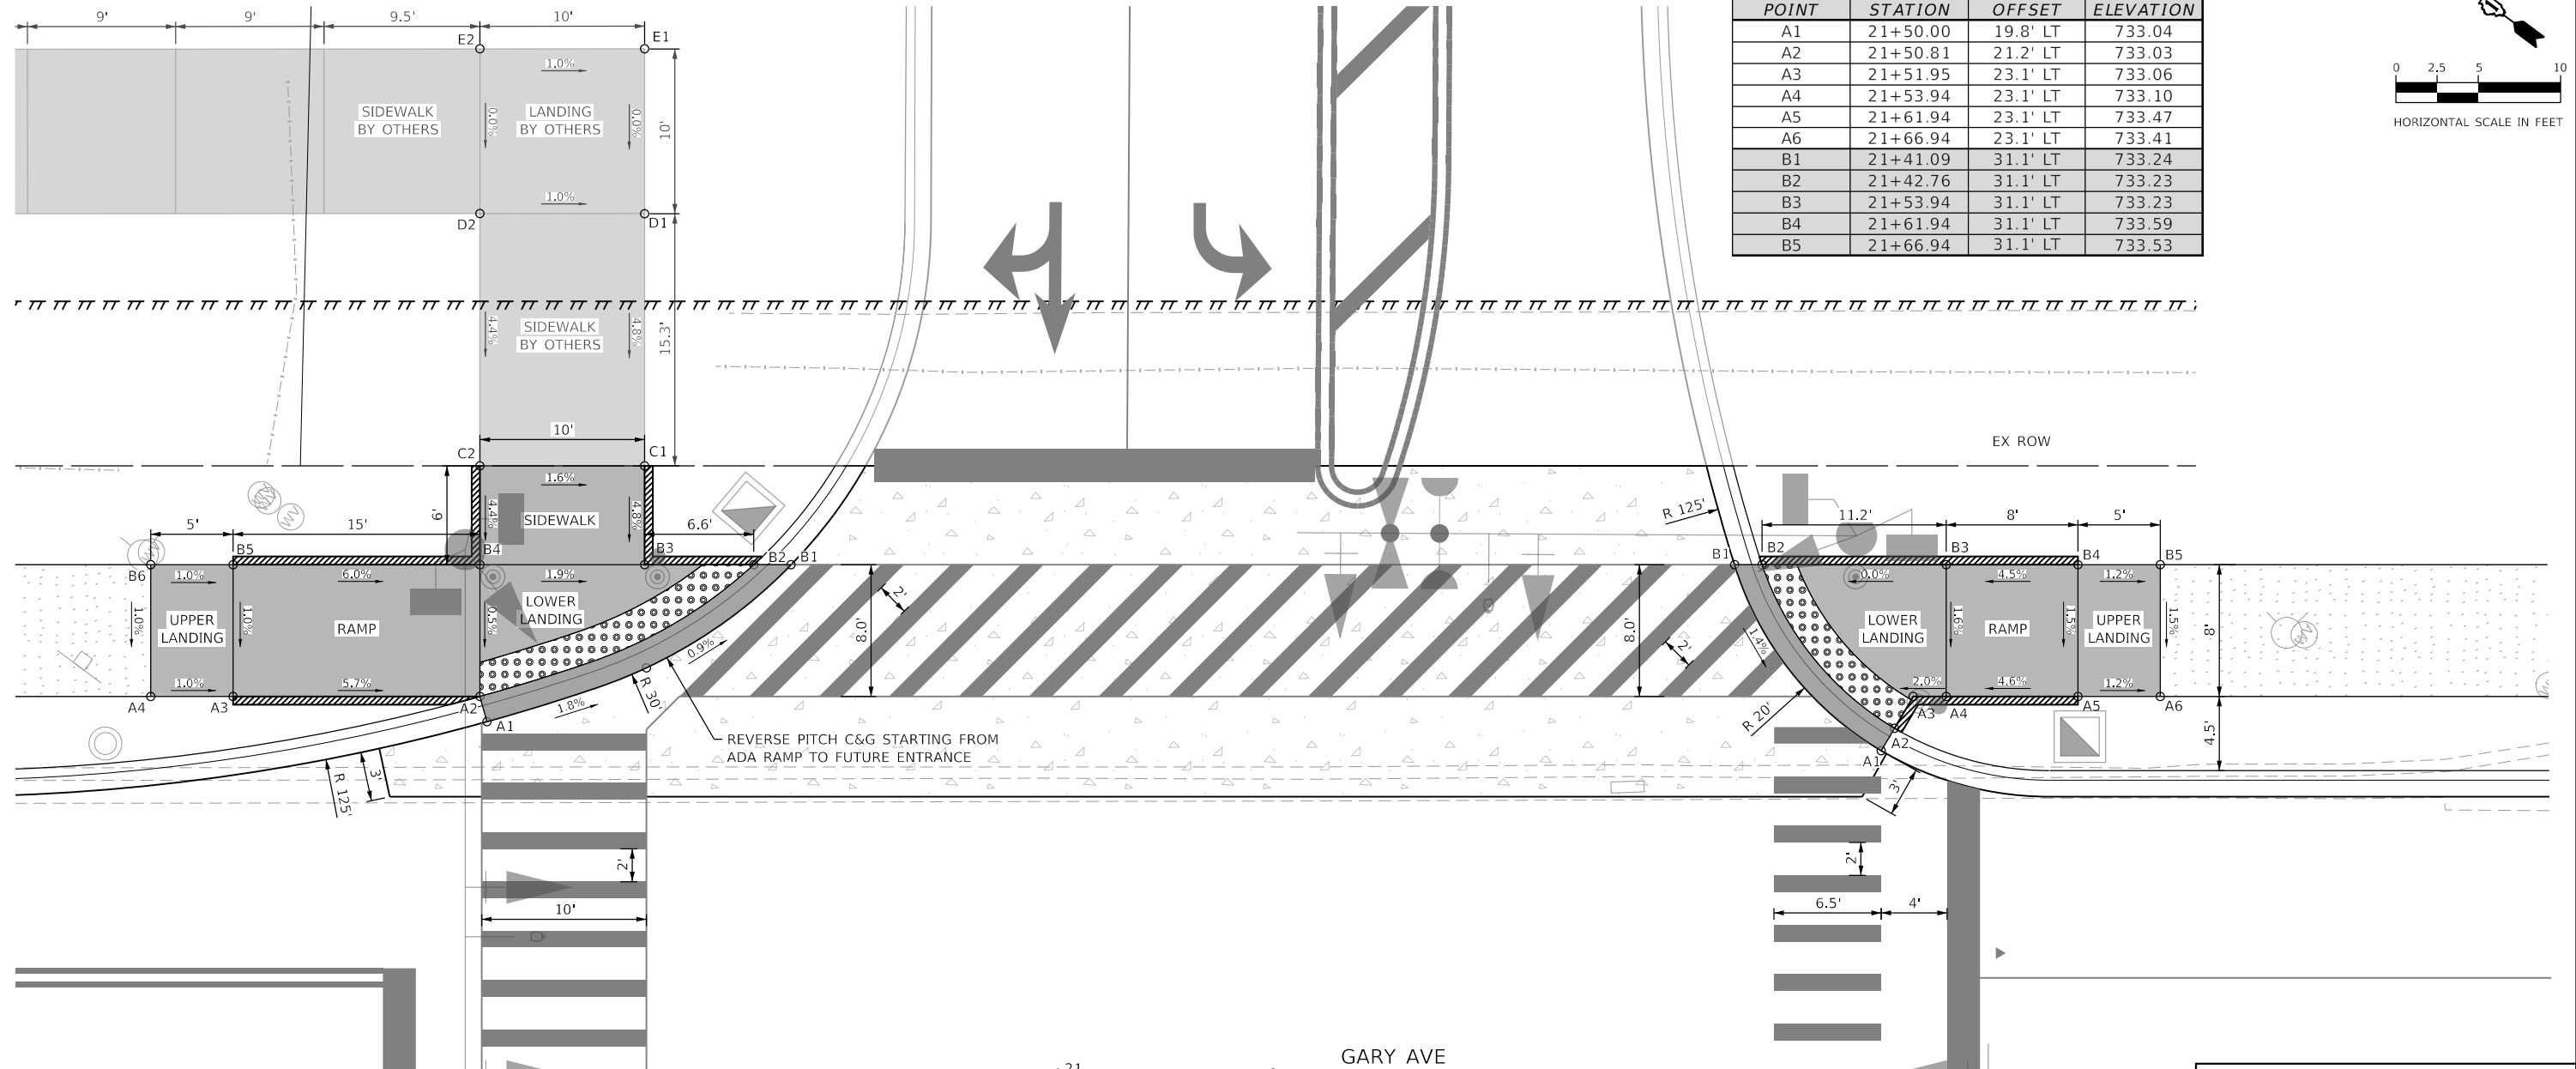 9'
9'
9.5'
10'
E2
E1
1.0%
SIDEWALK
BY OTHERS
0.0%
LANDING
BY OTHERS
0.0%
10'
1.0%
D2
D1
4.4%
SIDEWALK
BY OTHERS
4.8%
15.3'
10'
C2
C1
1.6%
4.4%
SIDEWALK
4.8%
6'
5'
15'
6.6'
WV
WV
WV
B6
B5
B4
B3
B2
B1
1.0%
6.0%
1.9%
1.0%
UPPER
LANDING
1.0%
RAMP
0.5%
LOWER
LANDING
1.0%
5.7%
0.9%
A4
A3
A2
A1
1.8%
R 30'
R 125'
3'
REVERSE PITCH C&G STARTING FROM
ADA RAMP TO FUTURE ENTRANCE
2'
8.0'
8.0'
2'
2'
10'
POINT STATION OFFSET ELEVATION
A1 21+50.00 19.8' LT 733.04
A2 21+50.81 21.2' LT 733.03
A3 21+51.95 23.1' LT 733.06
A4 21+53.94 23.1' LT 733.10
A5 21+61.94 23.1' LT 733.47
A6 21+66.94 23.1' LT 733.41
B1 21+41.09 31.1' LT 733.24
B2 21+42.76 31.1' LT 733.23
B3 21+53.94 31.1' LT 733.23
B4 21+61.94 31.1' LT 733.59
B5 21+66.94 31.1' LT 733.53
0 2.5 5 10
HORIZONTAL SCALE IN FEET
EX ROW
R 125'
11.2'
8'
5'
B1
B2
B3
B4
B5
0.0%
4.5%
1.2%
1.4%
LOWER
LANDING
1.6%
RAMP
1.5%
UPPER
LANDING
1.5%
8'
WV
2.0%
4.6%
1.2%
A3
A4
A5
A6
R 20'
A2
A1
3'
4.5'
2'
6.5'
4'
GARY AVE
21